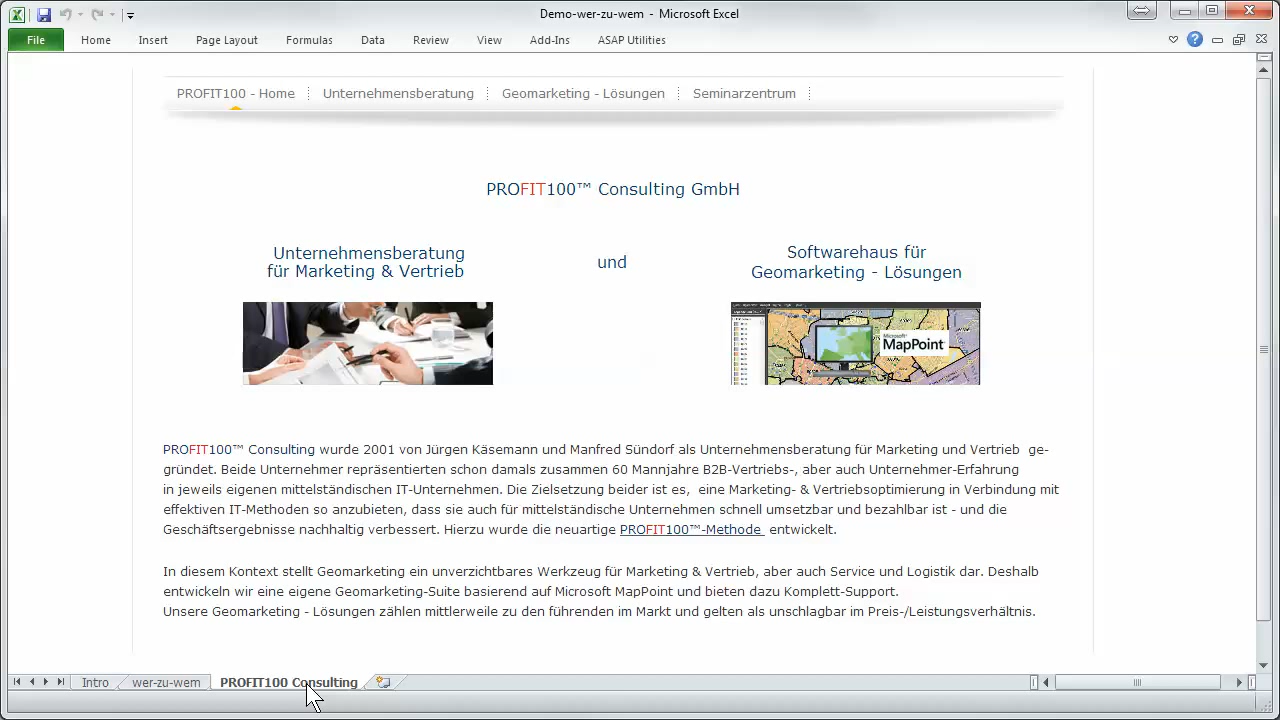 Demo-wer-zu-wem - Microsoft Excel
File Home Insert Page Layout Formulas Data Review View Add-Ins ASAP Utilities
PROFIT100 - Home Unternehmensberatung Geomarketing - Lösungen Seminarzentrum
PROFIT100™ Consulting GmbH
Unternehmensberatung
für Marketing & Vertrieb
und
Softwarehaus für
Geomarketing - Lösungen
Microsoft
MapPoint
PROFIT100™ Consulting wurde 2001 von Jürgen Käsemann und Manfred Sündorf als Unternehmensberatung für Marketing und Vertrieb ge-
gründet. Beide Unternehmer repräsentierten schon damals zusammen 60 Mannjahre B2B-Vertriebs-, aber auch Unternehmer-Erfahrung
in jeweils eigenen mittelständischen IT-Unternehmen. Die Zielsetzung beider ist es, eine Marketing- & Vertriebsoptimierung in Verbindung mit
effektiven IT-Methoden so anzubieten, dass sie auch für mittelständische Unternehmen schnell umsetzbar und bezahlbar ist - und die
Geschäftsergebnisse nachhaltig verbessert. Hierzu wurde die neuartige PROFIT100™-Methode entwickelt.
In diesem Kontext stellt Geomarketing ein unverzichtbares Werkzeug für Marketing & Vertrieb, aber auch Service und Logistik dar. Deshalb
entwickeln wir eine eigene Geomarketing-Suite basierend auf Microsoft MapPoint und bieten dazu Komplett-Support.
Unsere Geomarketing - Lösungen zählen mittlerweile zu den führenden im Markt und gelten als unschlagbar im Preis-/Leistungsverhältnis.
Intro wer-zu-wem PROFIT100 Consulting